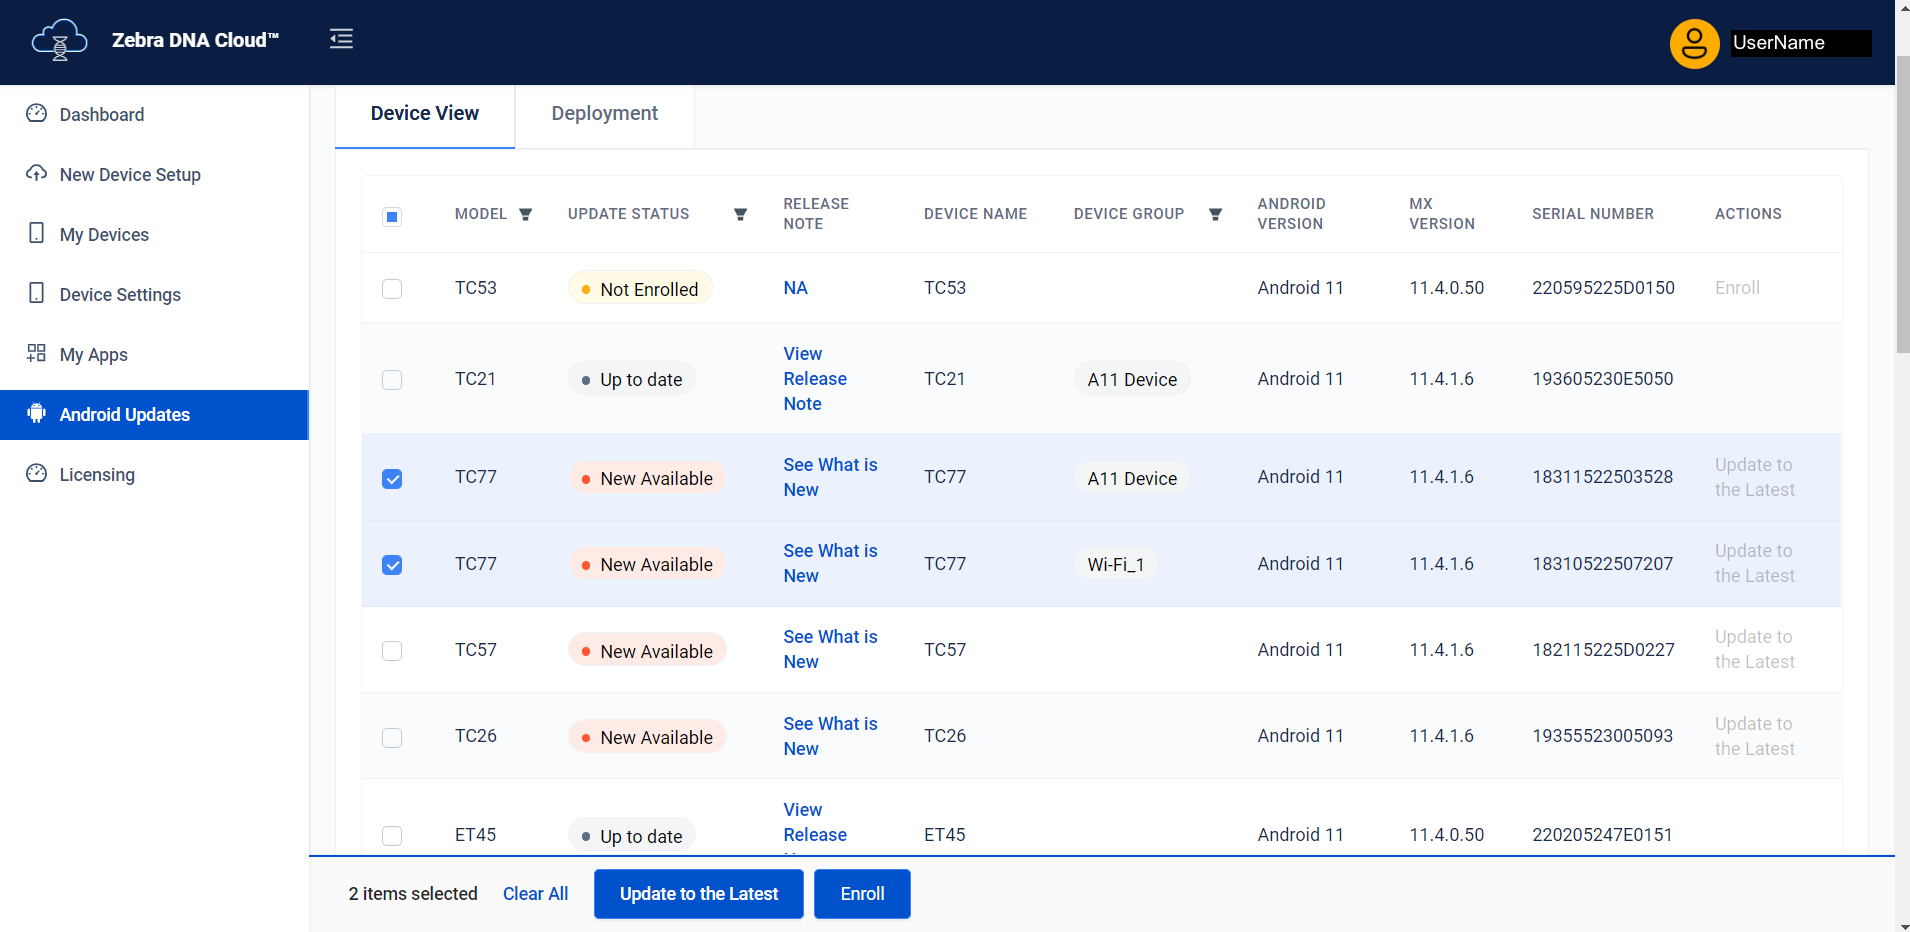 Zebra DNA Cloud™
UserName
Dashboard
New Device Setup
My Devices
Device Settings
My Apps
Android Updates
Licensing
Device View
Deployment
MODEL
UPDATE STATUS
RELEASE
NOTE
DEVICE NAME
DEVICE GROUP
ANDROID
VERSION
MX
VERSION
SERIAL NUMBER
ACTIONS
TC53
Not Enrolled
NA
TC53
Android 11
11.4.0.50
220595225D0150
Enroll
TC21
Up to date
View
Release
Note
TC21
A11 Device
Android 11
11.4.1.6
193605230E5050
TC77
New Available
See What is
New
TC77
A11 Device
Android 11
11.4.1.6
18311522503528
Update to
the Latest
TC77
New Available
See What is
New
TC77
Wi-Fi_1
Android 11
11.4.1.6
18310522507207
Update to
the Latest
TC57
New Available
See What is
New
TC57
Android 11
11.4.1.6
182115225D0227
Update to
the Latest
TC26
New Available
See What is
New
TC26
Android 11
11.4.1.6
19355523005093
Update to
the Latest
ET45
Up to date
View
Release
ET45
Android 11
11.4.0.50
220205247E0151
2 items selected
Clear All
Update to the Latest
Enroll